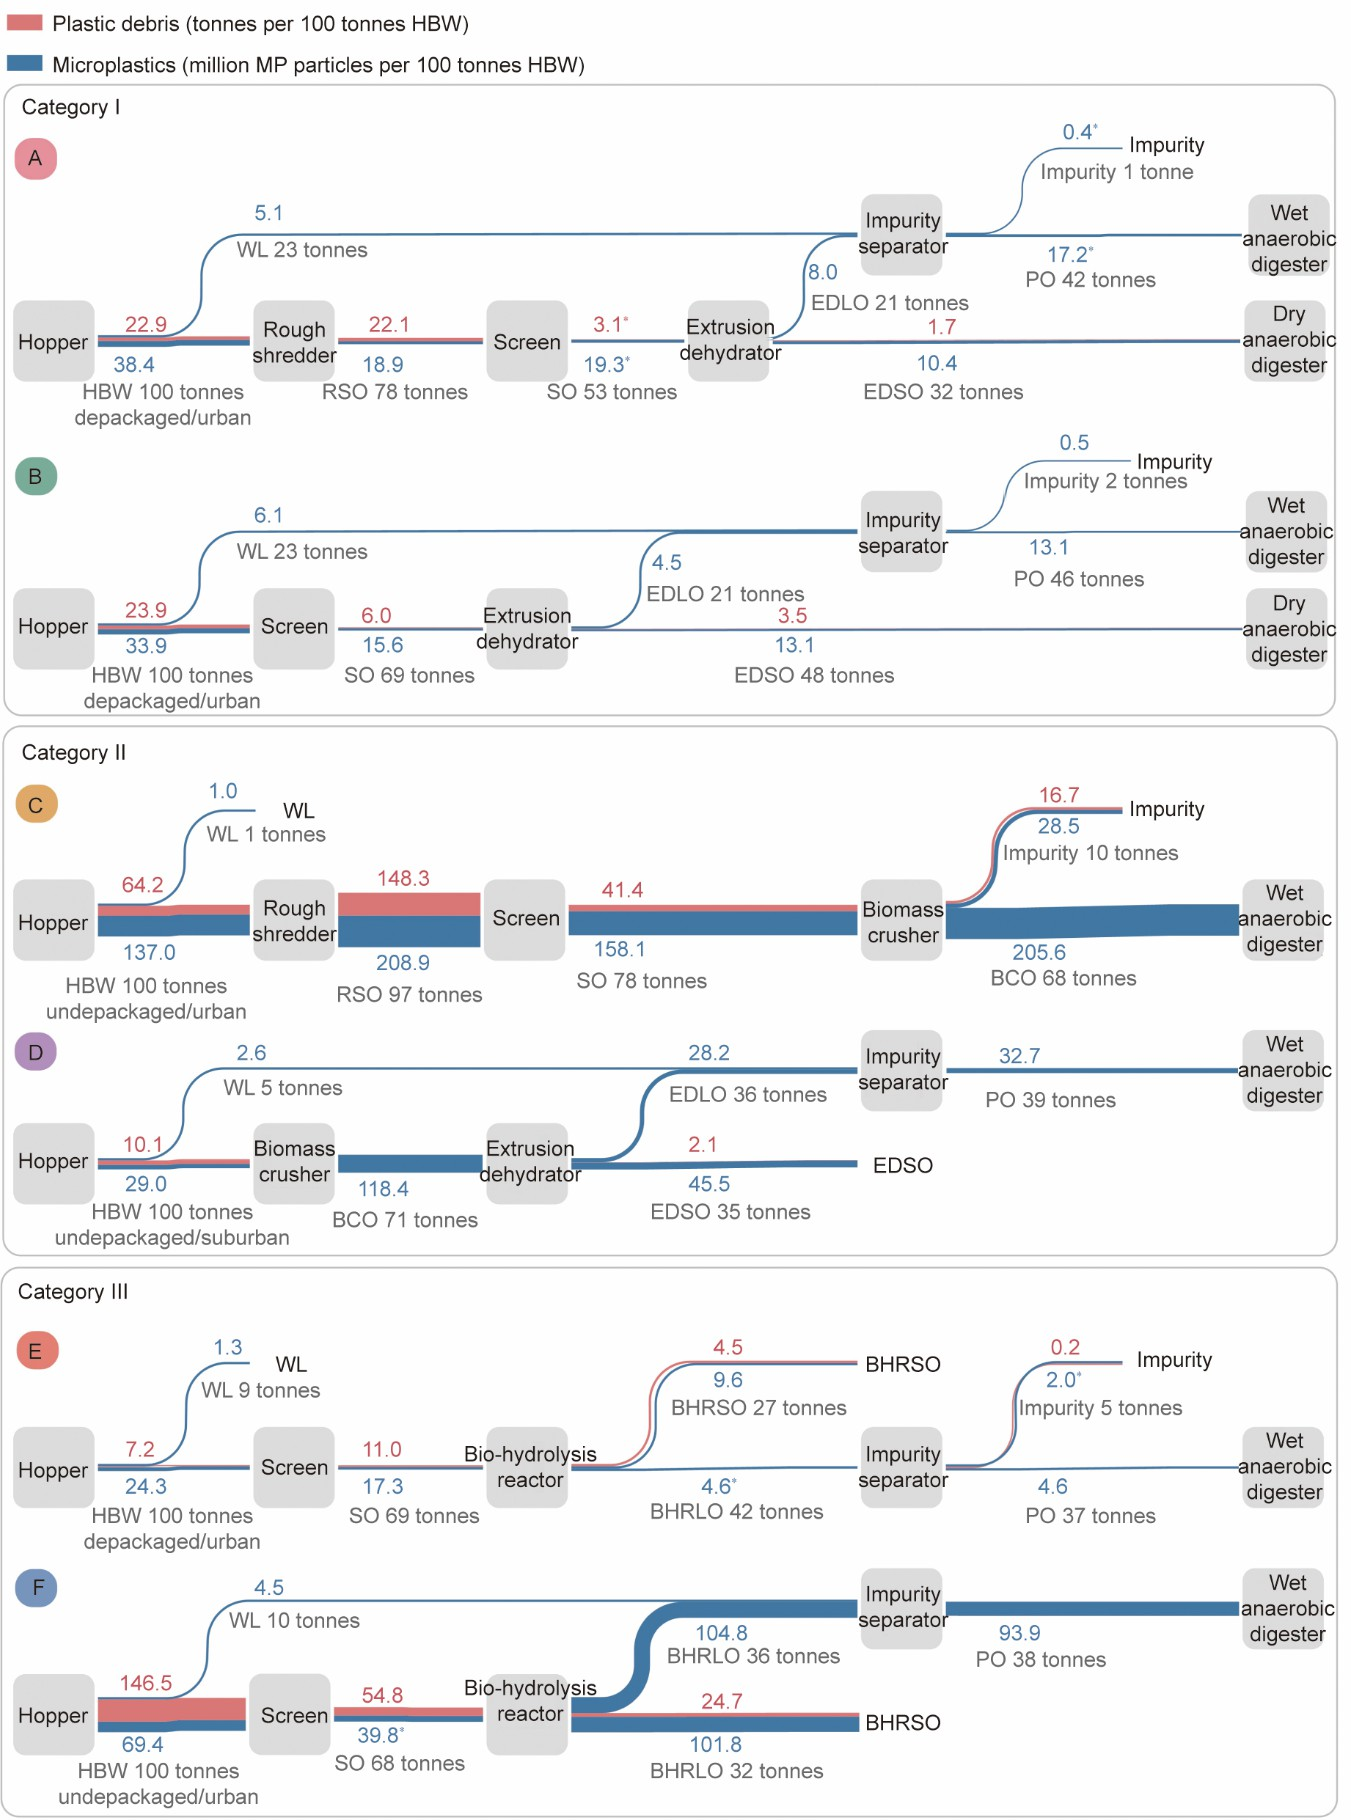 Plastic debris (tonnes per 100 tonnes HBW)
Microplastics (million MP particles per 100 tonnes HBW)
Category I
A
0.4*
Impurity
Impurity 1 tonne
5.1
WL 23 tonnes
Impurity
separator
17.2*
PO 42 tonnes
Wet
anaerobic
digester
8.0
EDLO 21 tonnes
Hopper
22.9
38.4
HBW 100 tonnes
depackaged/urban
Rough
shredder
22.1
18.9
RSO 78 tonnes
Screen
3.1*
19.3*
SO 53 tonnes
Extrusion
dehydrator
1.7
10.4
EDSO 32 tonnes
Dry
anaerobic
digester
B
0.5
Impurity
Impurity 2 tonnes
6.1
WL 23 tonnes
Impurity
separator
13.1
PO 46 tonnes
Wet
anaerobic
digester
4.5
EDLO 21 tonnes
Hopper
23.9
33.9
HBW 100 tonnes
depackaged/urban
Screen
6.0
15.6
SO 69 tonnes
Extrusion
dehydrator
3.5
13.1
EDSO 48 tonnes
Dry
anaerobic
digester
Category II
C
1.0
WL
WL 1 tonnes
16.7
28.5
Impurity
Impurity 10 tonnes
Hopper
64.2
137.0
HBW 100 tonnes
undepackaged/urban
Rough
shredder
148.3
208.9
RSO 97 tonnes
Screen
41.4
158.1
SO 78 tonnes
Biomass
crusher
205.6
BCO 68 tonnes
Wet
anaerobic
digester
D
2.6
WL 5 tonnes
28.2
EDLO 36 tonnes
Impurity
separator
32.7
PO 39 tonnes
Wet
anaerobic
digester
Hopper
10.1
29.0
HBW 100 tonnes
undepackaged/suburban
Biomass
crusher
118.4
BCO 71 tonnes
Extrusion
dehydrator
2.1
45.5
EDSO 35 tonnes
EDSO
Category III
E
1.3
WL
WL 9 tonnes
4.5
9.6
BHRSO 27 tonnes
BHRSO
0.2
2.0*
Impurity
Impurity 5 tonnes
Hopper
7.2
24.3
HBW 100 tonnes
depackaged/urban
Screen
11.0
17.3
SO 69 tonnes
Bio-hydrolysis
reactor
4.6*
BHRLO 42 tonnes
Impurity
separator
4.6
PO 37 tonnes
Wet
anaerobic
digester
F
4.5
WL 10 tonnes
104.8
BHRLO 36 tonnes
Impurity
separator
93.9
PO 38 tonnes
Wet
anaerobic
digester
Hopper
146.5
69.4
HBW 100 tonnes
undepackaged/urban
Screen
54.8
39.8*
SO 68 tonnes
Bio-hydrolysis
reactor
24.7
101.8
BHRLO 32 tonnes
BHRSO